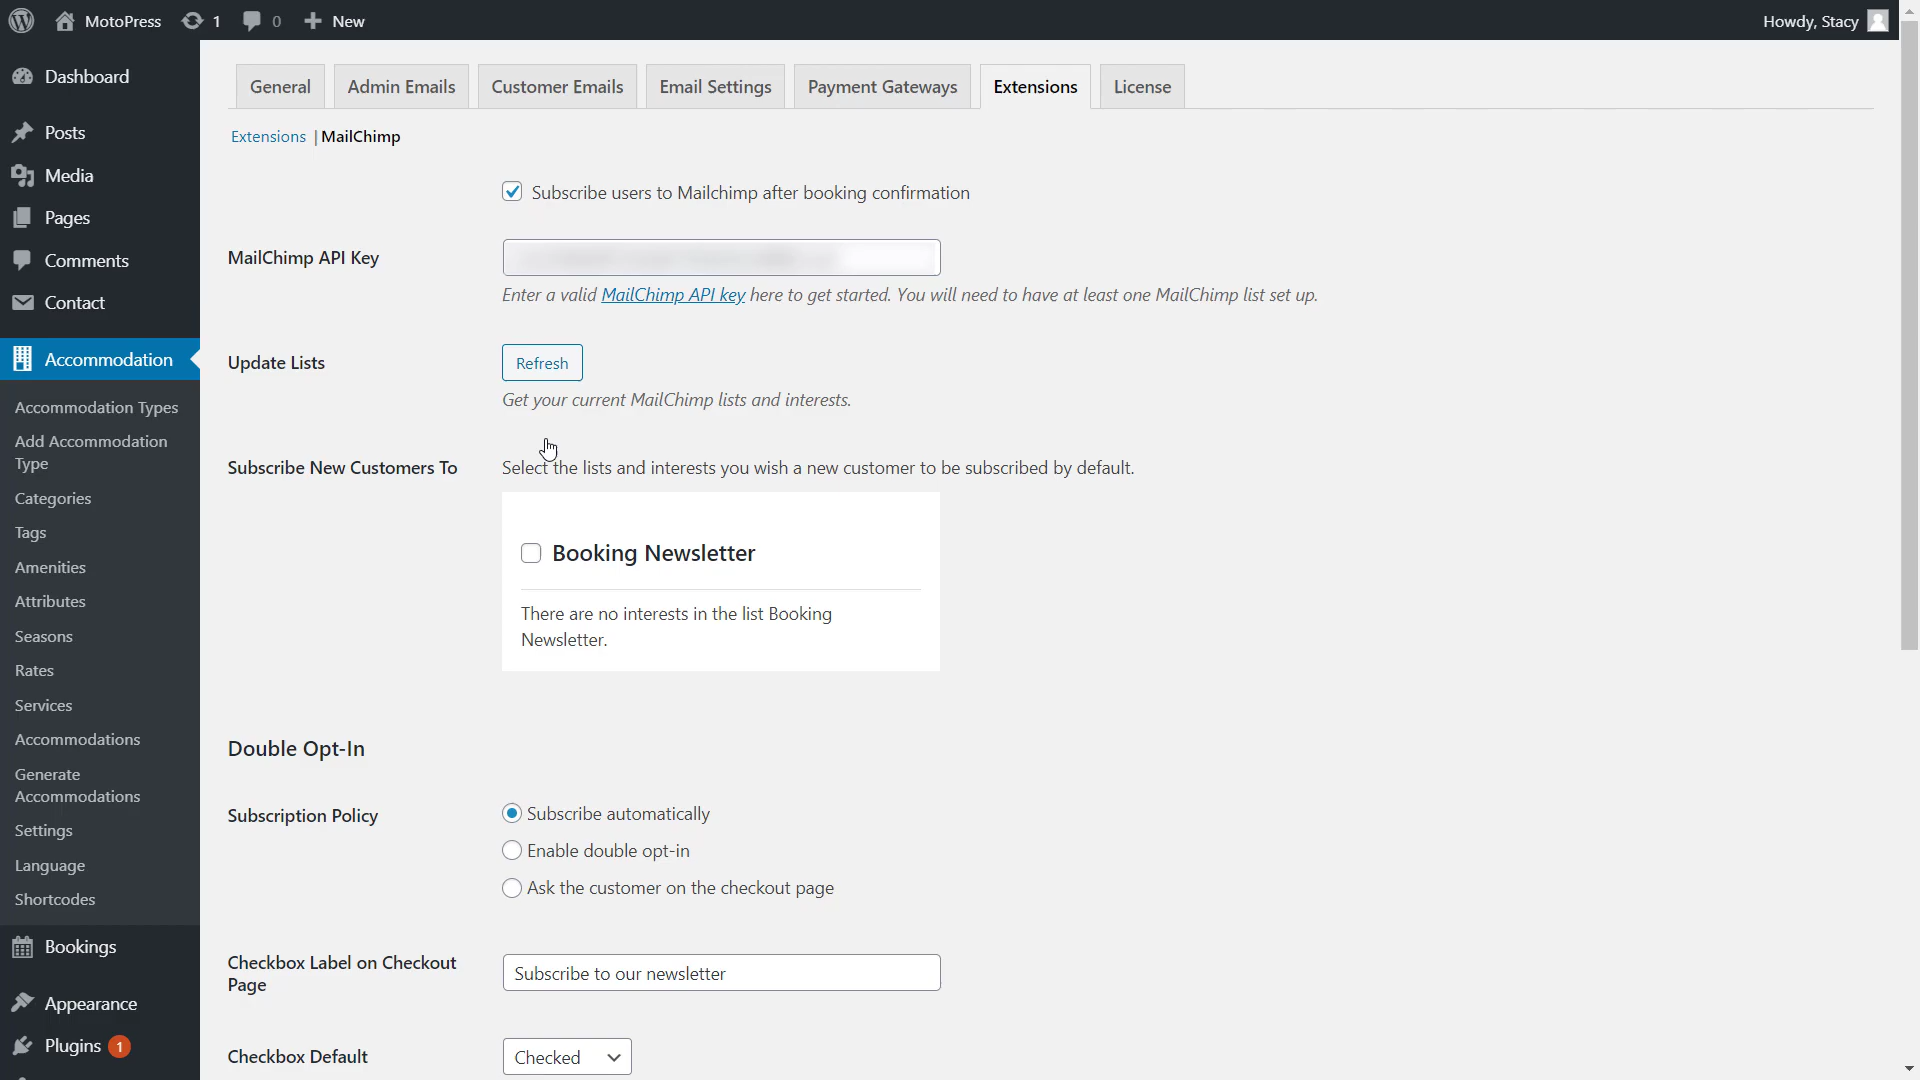 MotoPress 1 0 New Howdy, Stacy
Dashboard
Posts
Media
Pages
Comments
Contact
Accommodation
Accommodation Types
Add Accommodation
Type
Categories
Tags
Amenities
Attributes
Seasons
Rates
Services
Accommodations
Generate
Accommodations
Settings
Language
Shortcodes
Bookings
Appearance
Plugins 1
General Admin Emails Customer Emails Email Settings Payment Gateways Extensions License
Extensions | MailChimp
Subscribe users to Mailchimp after booking confirmation
MailChimp API Key
Enter a valid MailChimp API key here to get started. You will need to have at least one MailChimp list set up.
Update Lists Refresh
Get your current MailChimp lists and interests.
Subscribe New Customers To Select the lists and interests you wish a new customer to be subscribed by default.
Booking Newsletter
There are no interests in the list Booking
Newsletter.
Double Opt-In
Subscription Policy Subscribe automatically
Enable double opt-in
Ask the customer on the checkout page
Checkbox Label on Checkout
Page
Subscribe to our newsletter
Checkbox Default Checked